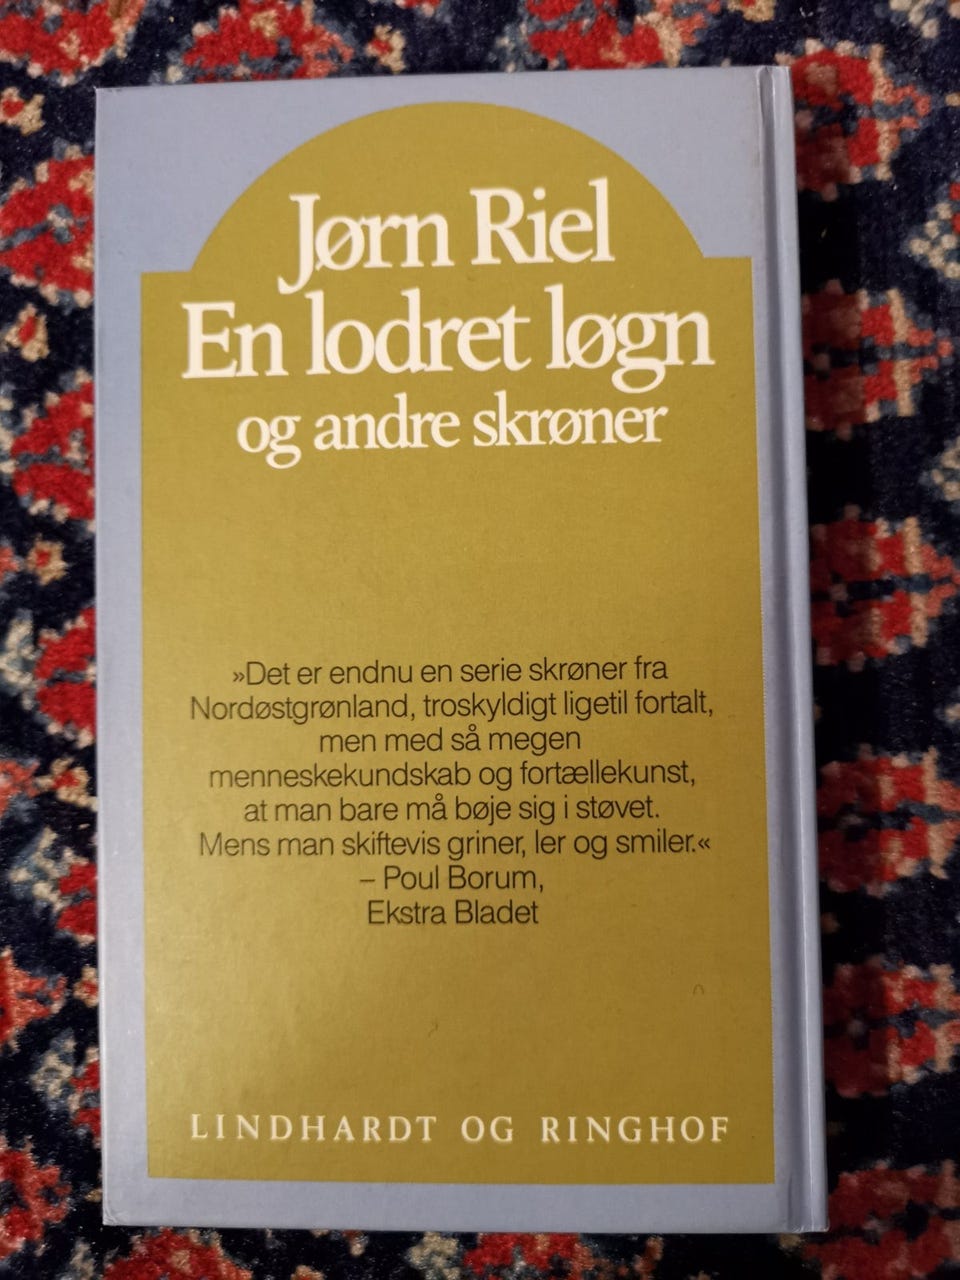 Jørn Riel
En lodret løgn
og andre skrøner
»Det er endnu en serie skrøner fra
Nordøstgrønland, troskyldigt ligetil fortalt,
men med så megen
menneskekundskab og fortællekunst,
at man bare må bøje sig i støvet.
Mens man skiftevis griner, ler og smiler.«
– Poul Borum,
Ekstra Bladet
LINDHARDT OG RINGHOF